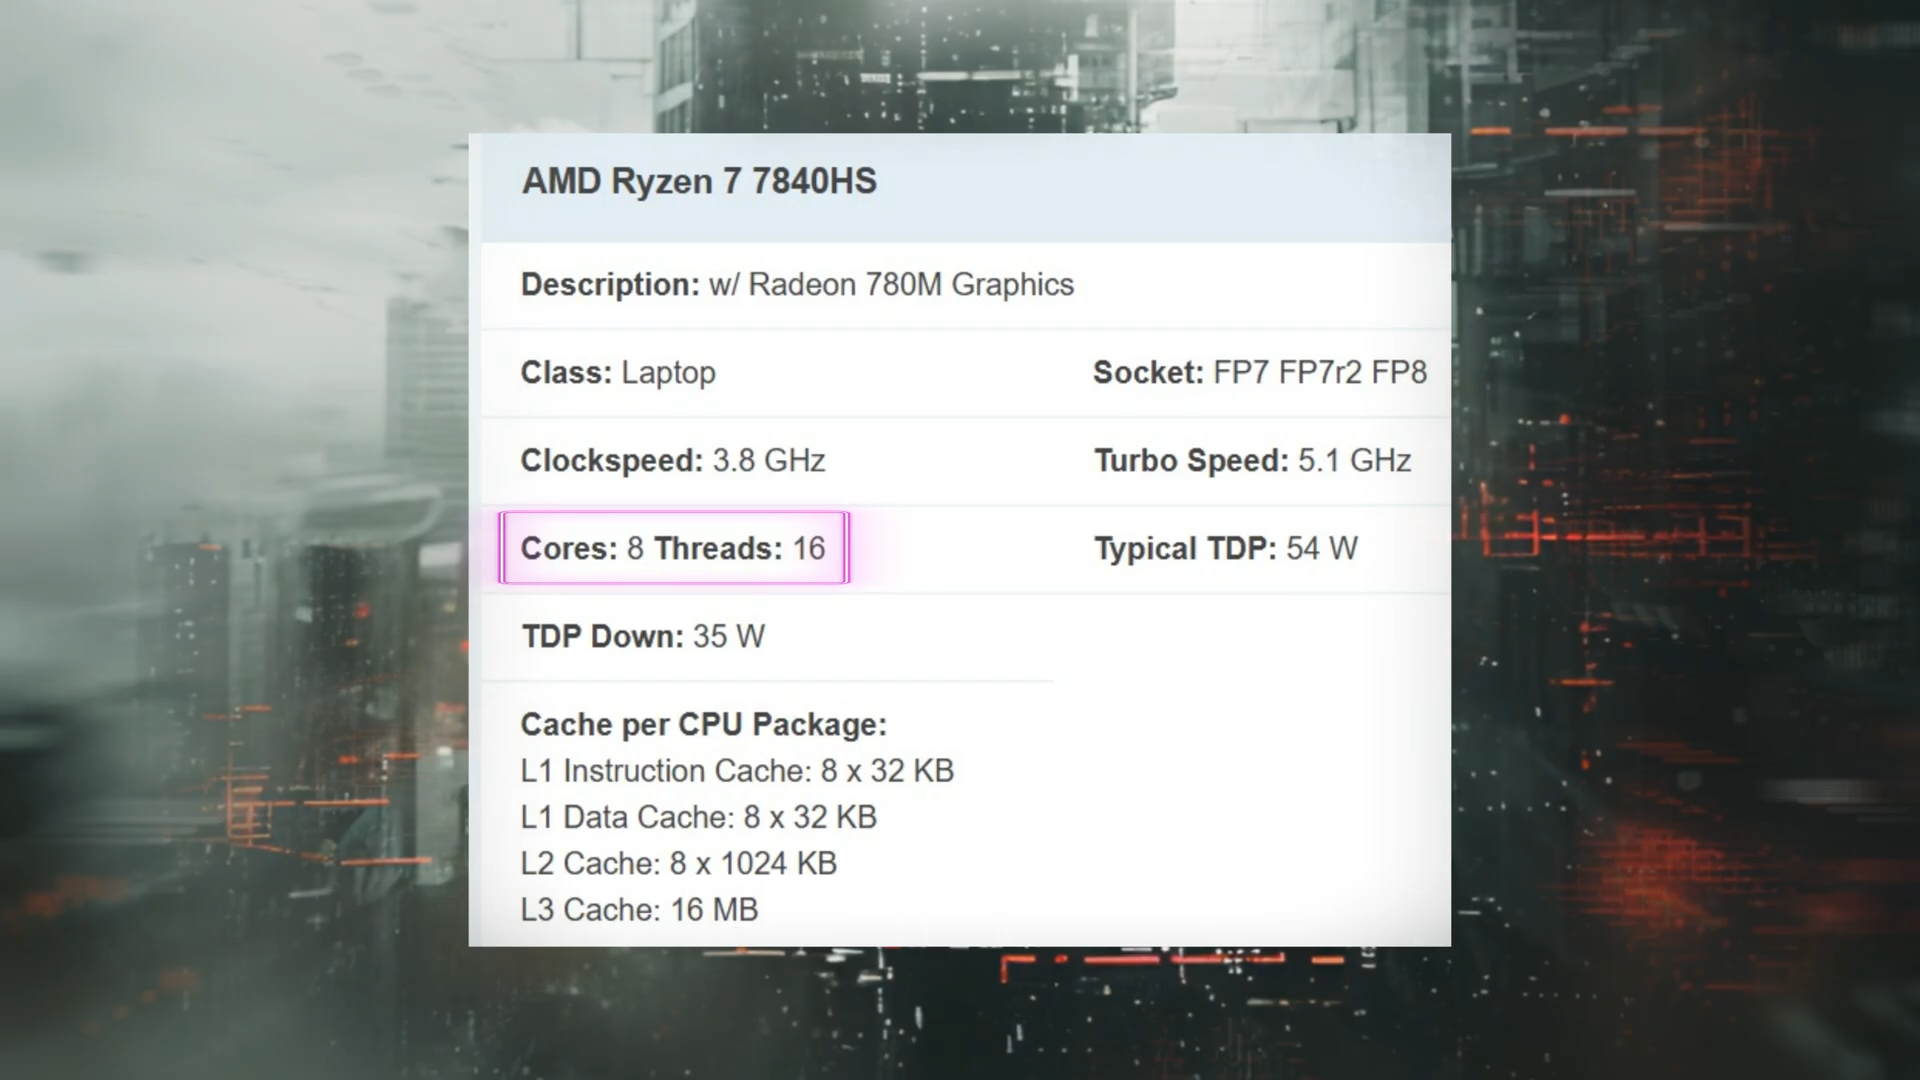 AMD Ryzen 7 7840HS
Description: w/ Radeon 780M Graphics
Class: Laptop
Socket: FP7 FP7r2 FP8
Clockspeed: 3.8 GHz
Turbo Speed: 5.1 GHz
Cores: 8 Threads: 16
Typical TDP: 54 W
TDP Down: 35 W
Cache per CPU Package:
L1 Instruction Cache: 8 x 32 KB
L1 Data Cache: 8 x 32 KB
L2 Cache: 8 x 1024 KB
L3 Cache: 16 MB